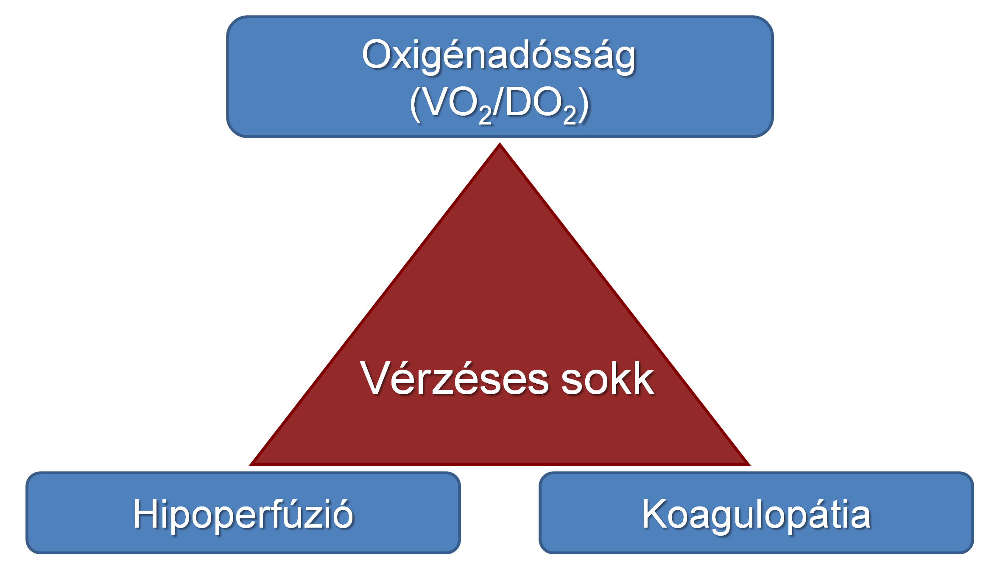 Oxigénadósság
(VO₂/DO₂)
Vérzéses sokk
Hipoperfúzió
Koagulopátia